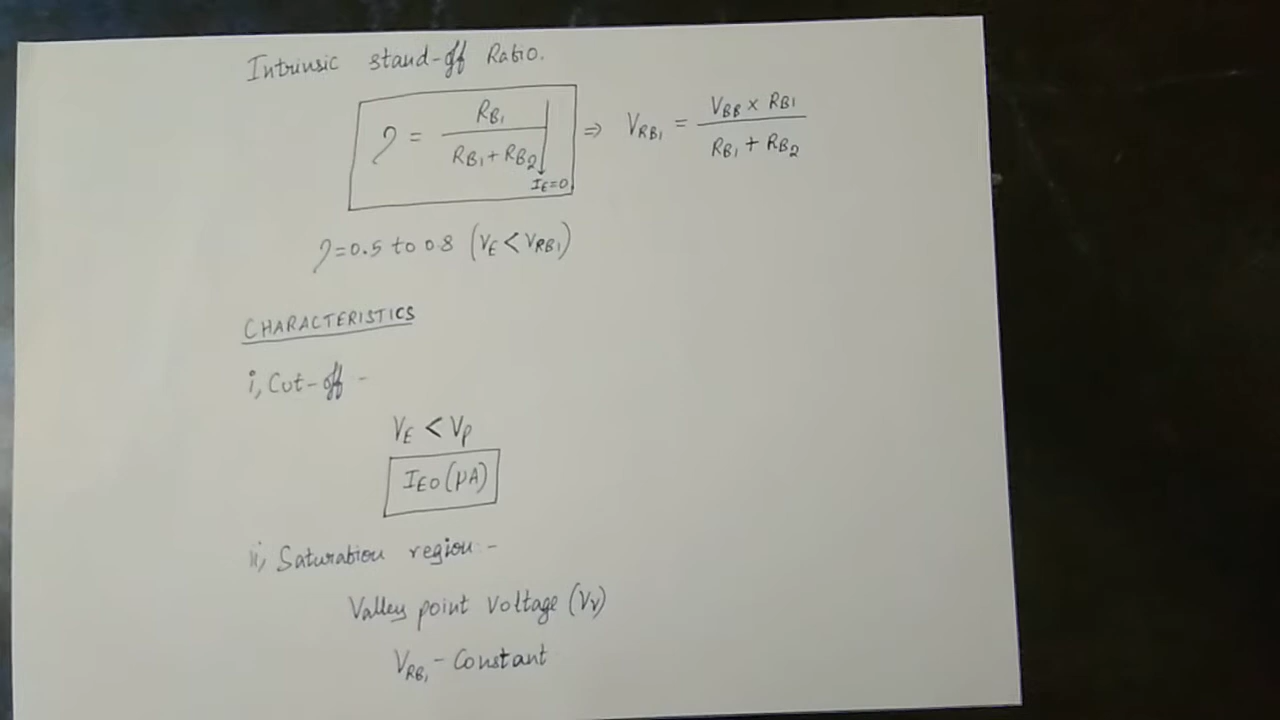 Intrinsic stand-off Ratio.
η = RB1 / RB1+RB2 | IE=0 ⇒ VRB1 = VBB × RB1 / RB1 + RB2
η=0.5 to 0.8 (VE < VRB1)
CHARACTERISTICS
i, Cut-off -
VE < VP
IEO (μA)
ii, Saturation region -
Valley point Voltage (Vv)
VRB1 - Constant